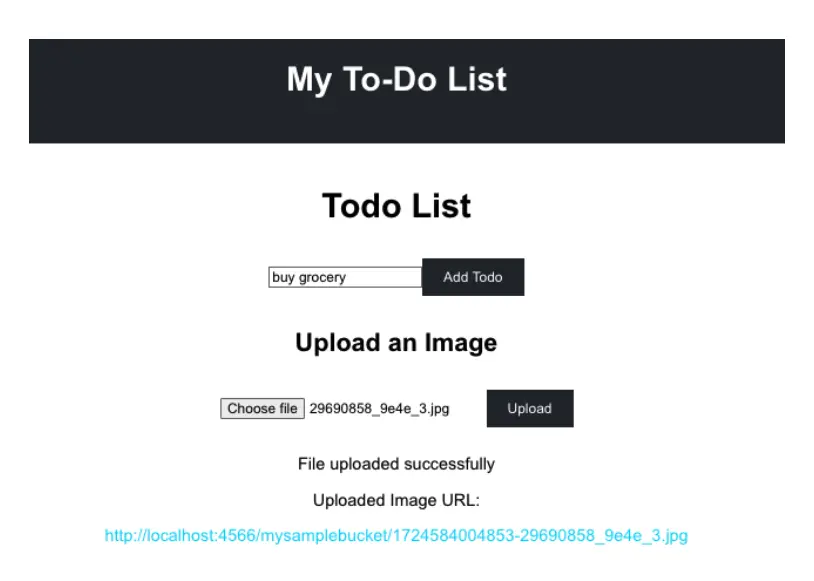 My To-Do List
Todo List
buy grocery Add Todo
Upload an Image
Choose file 29690858_9e4e_3.jpg Upload
File uploaded successfully
Uploaded Image URL:
http://localhost:4566/mysamplebucket/1724584004853-29690858_9e4e_3.jpg